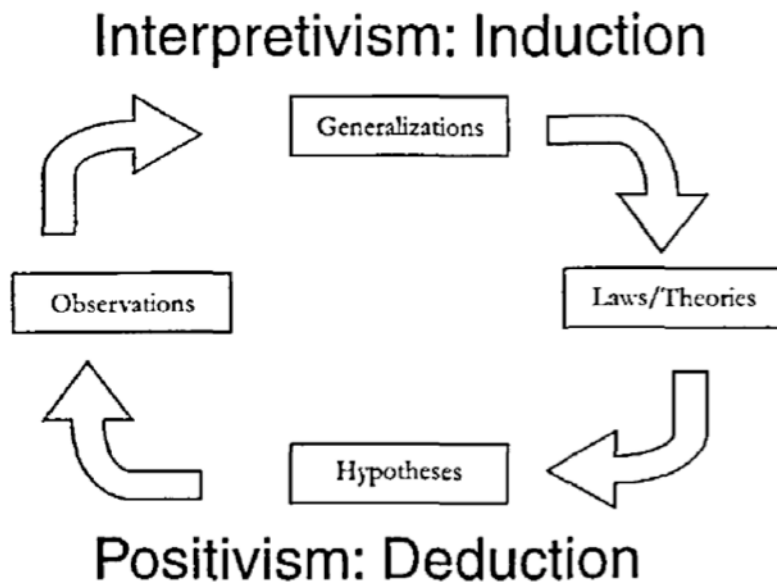 Interpretivism: Induction
Generalizations
Observations
Laws/Theories
Hypotheses
Positivism: Deduction